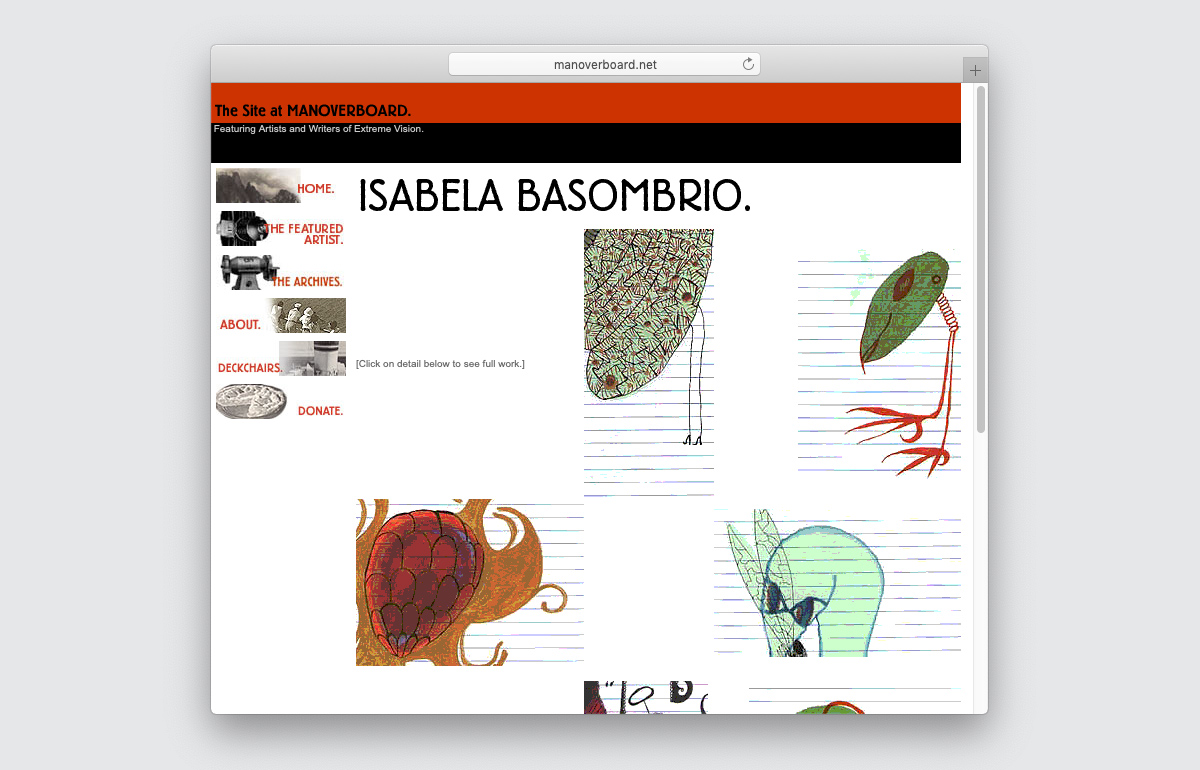 manoverboard.net
The Site at MANOVERBOARD.
Featuring Artists and Writers of Extreme Vision.
HOME.
THE FEATURED
ARTIST.
THE ARCHIVES.
ABOUT.
DECKCHAIRS.
DONATE.
ISABELA BASOMBRIO.
[Click on detail below to see full work.]